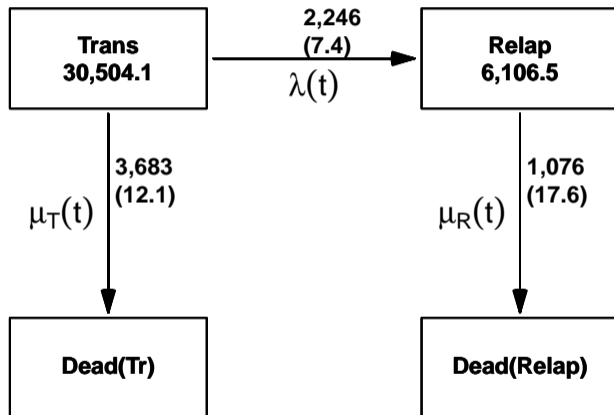 Trans
30,504.1
2,246
(7.4)
λ(t)
Relap
6,106.5
3,683
(12.1)
μT(t)
1,076
(17.6)
μR(t)
Dead(Tr)
Dead(Relap)